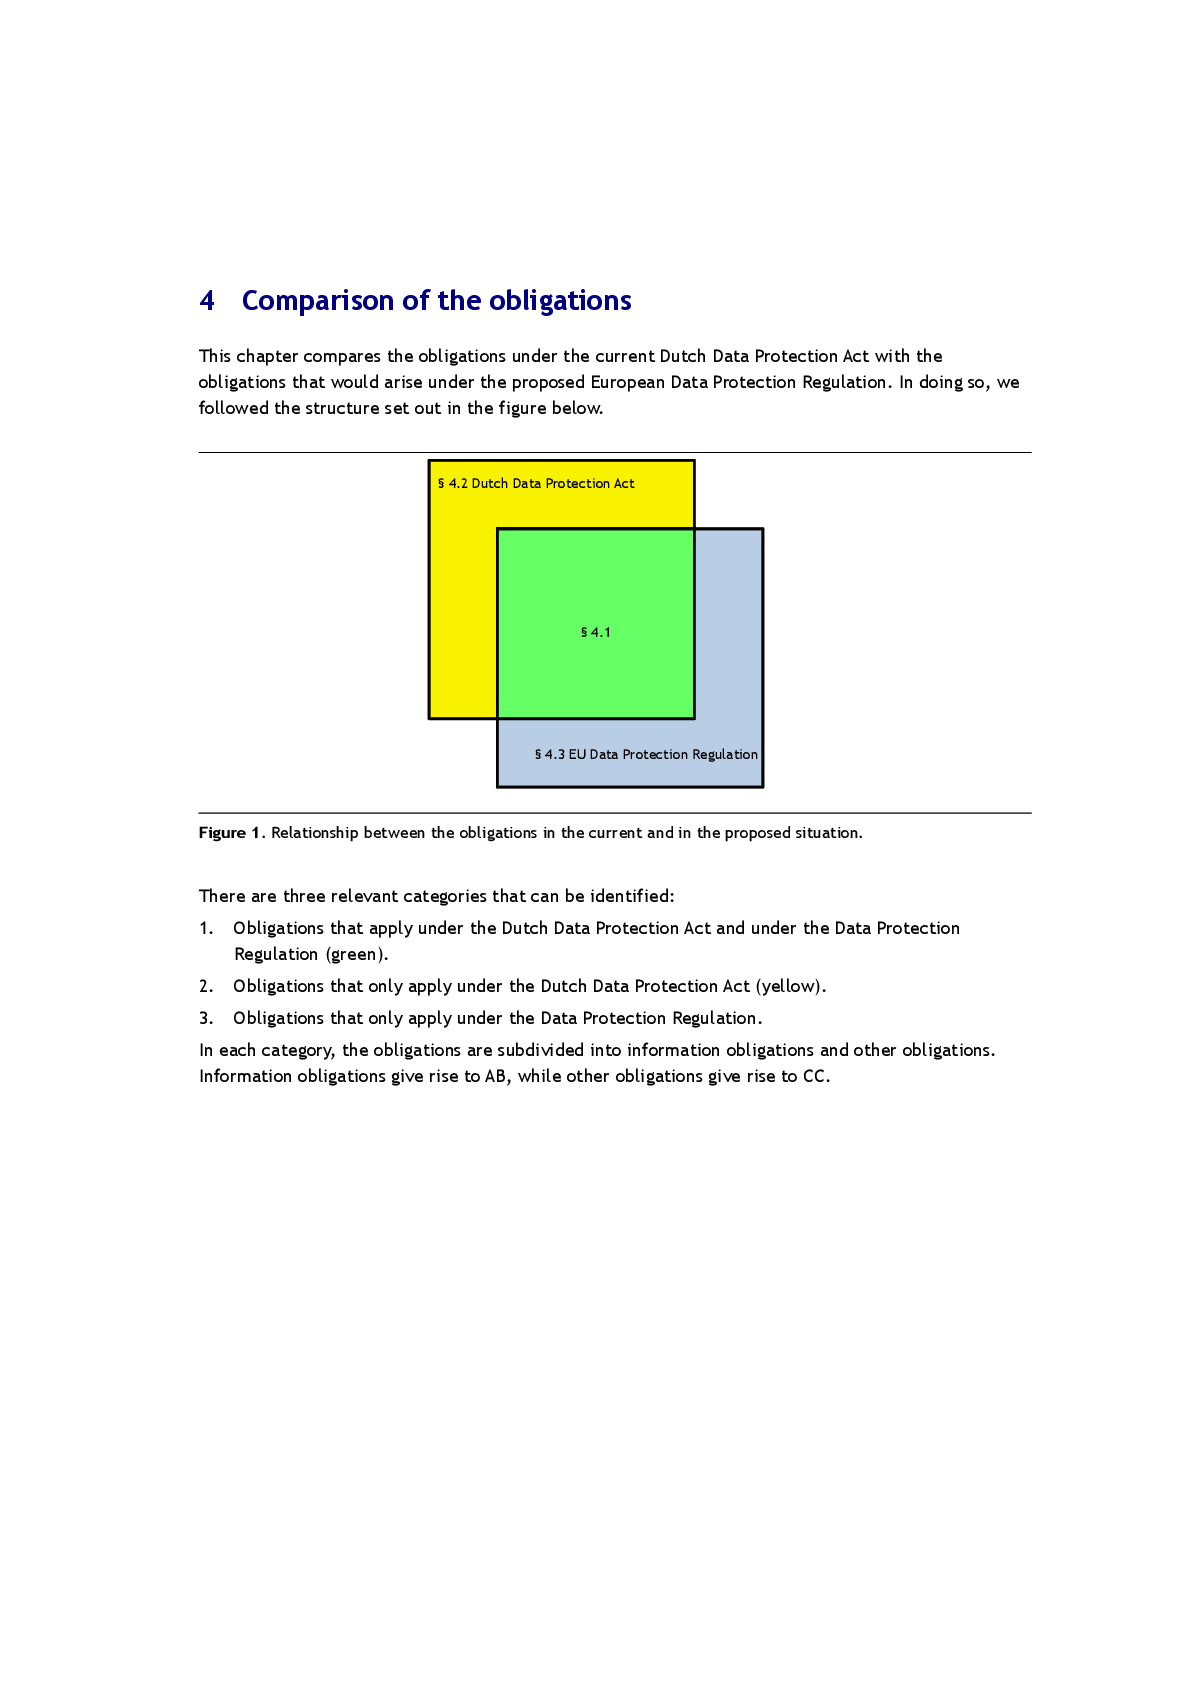 4 Comparison of the obligations
This chapter compares the obligations under the current Dutch Data Protection Act with the
obligations that would arise under the proposed European Data Protection Regulation. In doing so, we
followed the structure set out in the figure below.
§ 4.2 Dutch Data Protection Act
§ 4.1
§ 4.3 EU Data Protection Regulation
Figure 1. Relationship between the obligations in the current and in the proposed situation.
There are three relevant categories that can be identified:
1. Obligations that apply under the Dutch Data Protection Act and under the Data Protection
Regulation (green).
2. Obligations that only apply under the Dutch Data Protection Act (yellow).
3. Obligations that only apply under the Data Protection Regulation.
In each category, the obligations are subdivided into information obligations and other obligations.
Information obligations give rise to AB, while other obligations give rise to CC.